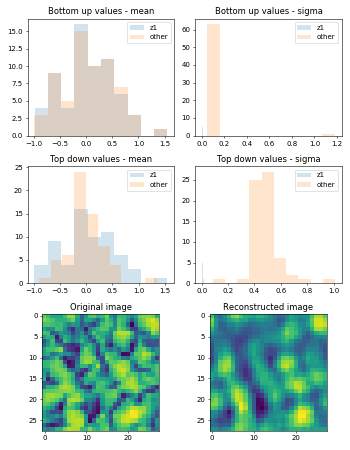 Bottom up values - mean
Bottom up values - sigma
z1
other
z1
other
17.5
15.0
12.5
10.0
7.5
5.0
2.5
0.0
60
50
40
30
20
10
0
-1.0 -0.5 0.0 0.5 1.0 1.5
0.0 0.2 0.4 0.6 0.8 1.0 1.2
Top down values - mean
Top down values - sigma
z1
other
z1
other
25
20
15
10
5
0
25
20
15
10
5
0
-1.0 -0.5 0.0 0.5 1.0 1.5
0.0 0.2 0.4 0.6 0.8 1.0
Original image
Reconstructed image
0
5
10
15
20
25
0
5
10
15
20
25
0 10 20
0 10 20